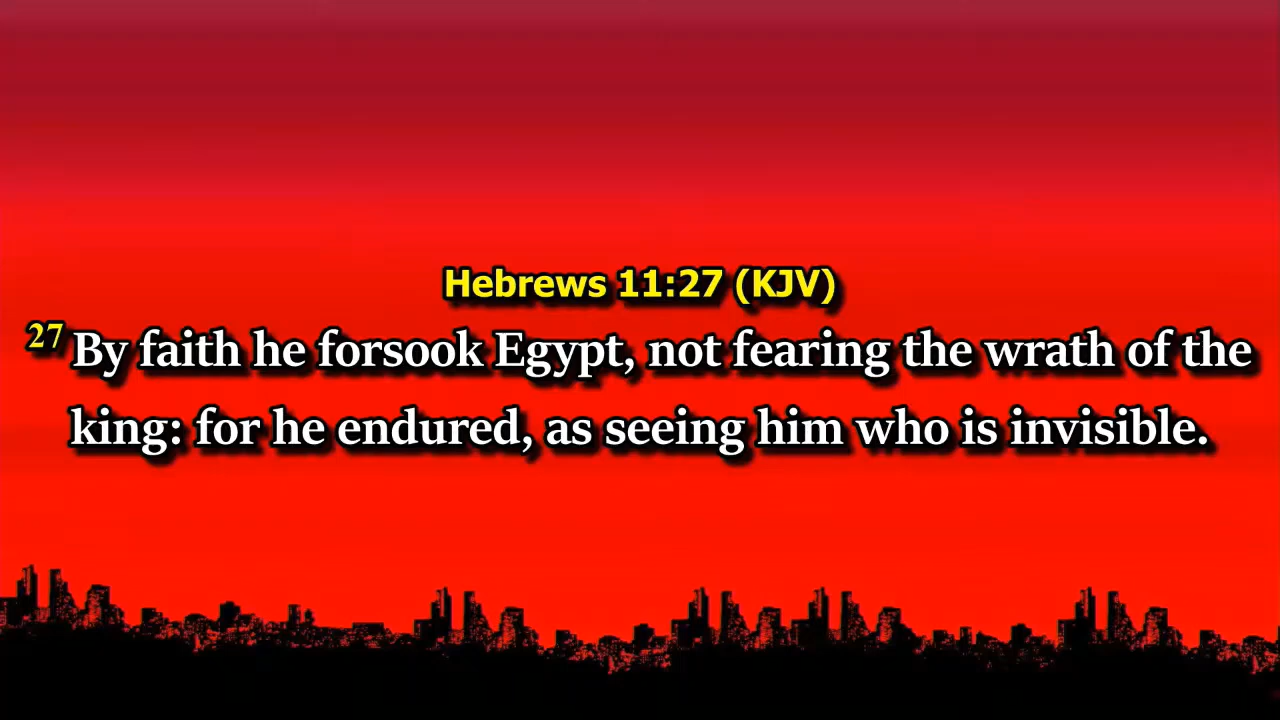 Hebrews 11:27 (KJV)
27 By faith he forsook Egypt, not fearing the wrath of the
king: for he endured, as seeing him who is invisible.